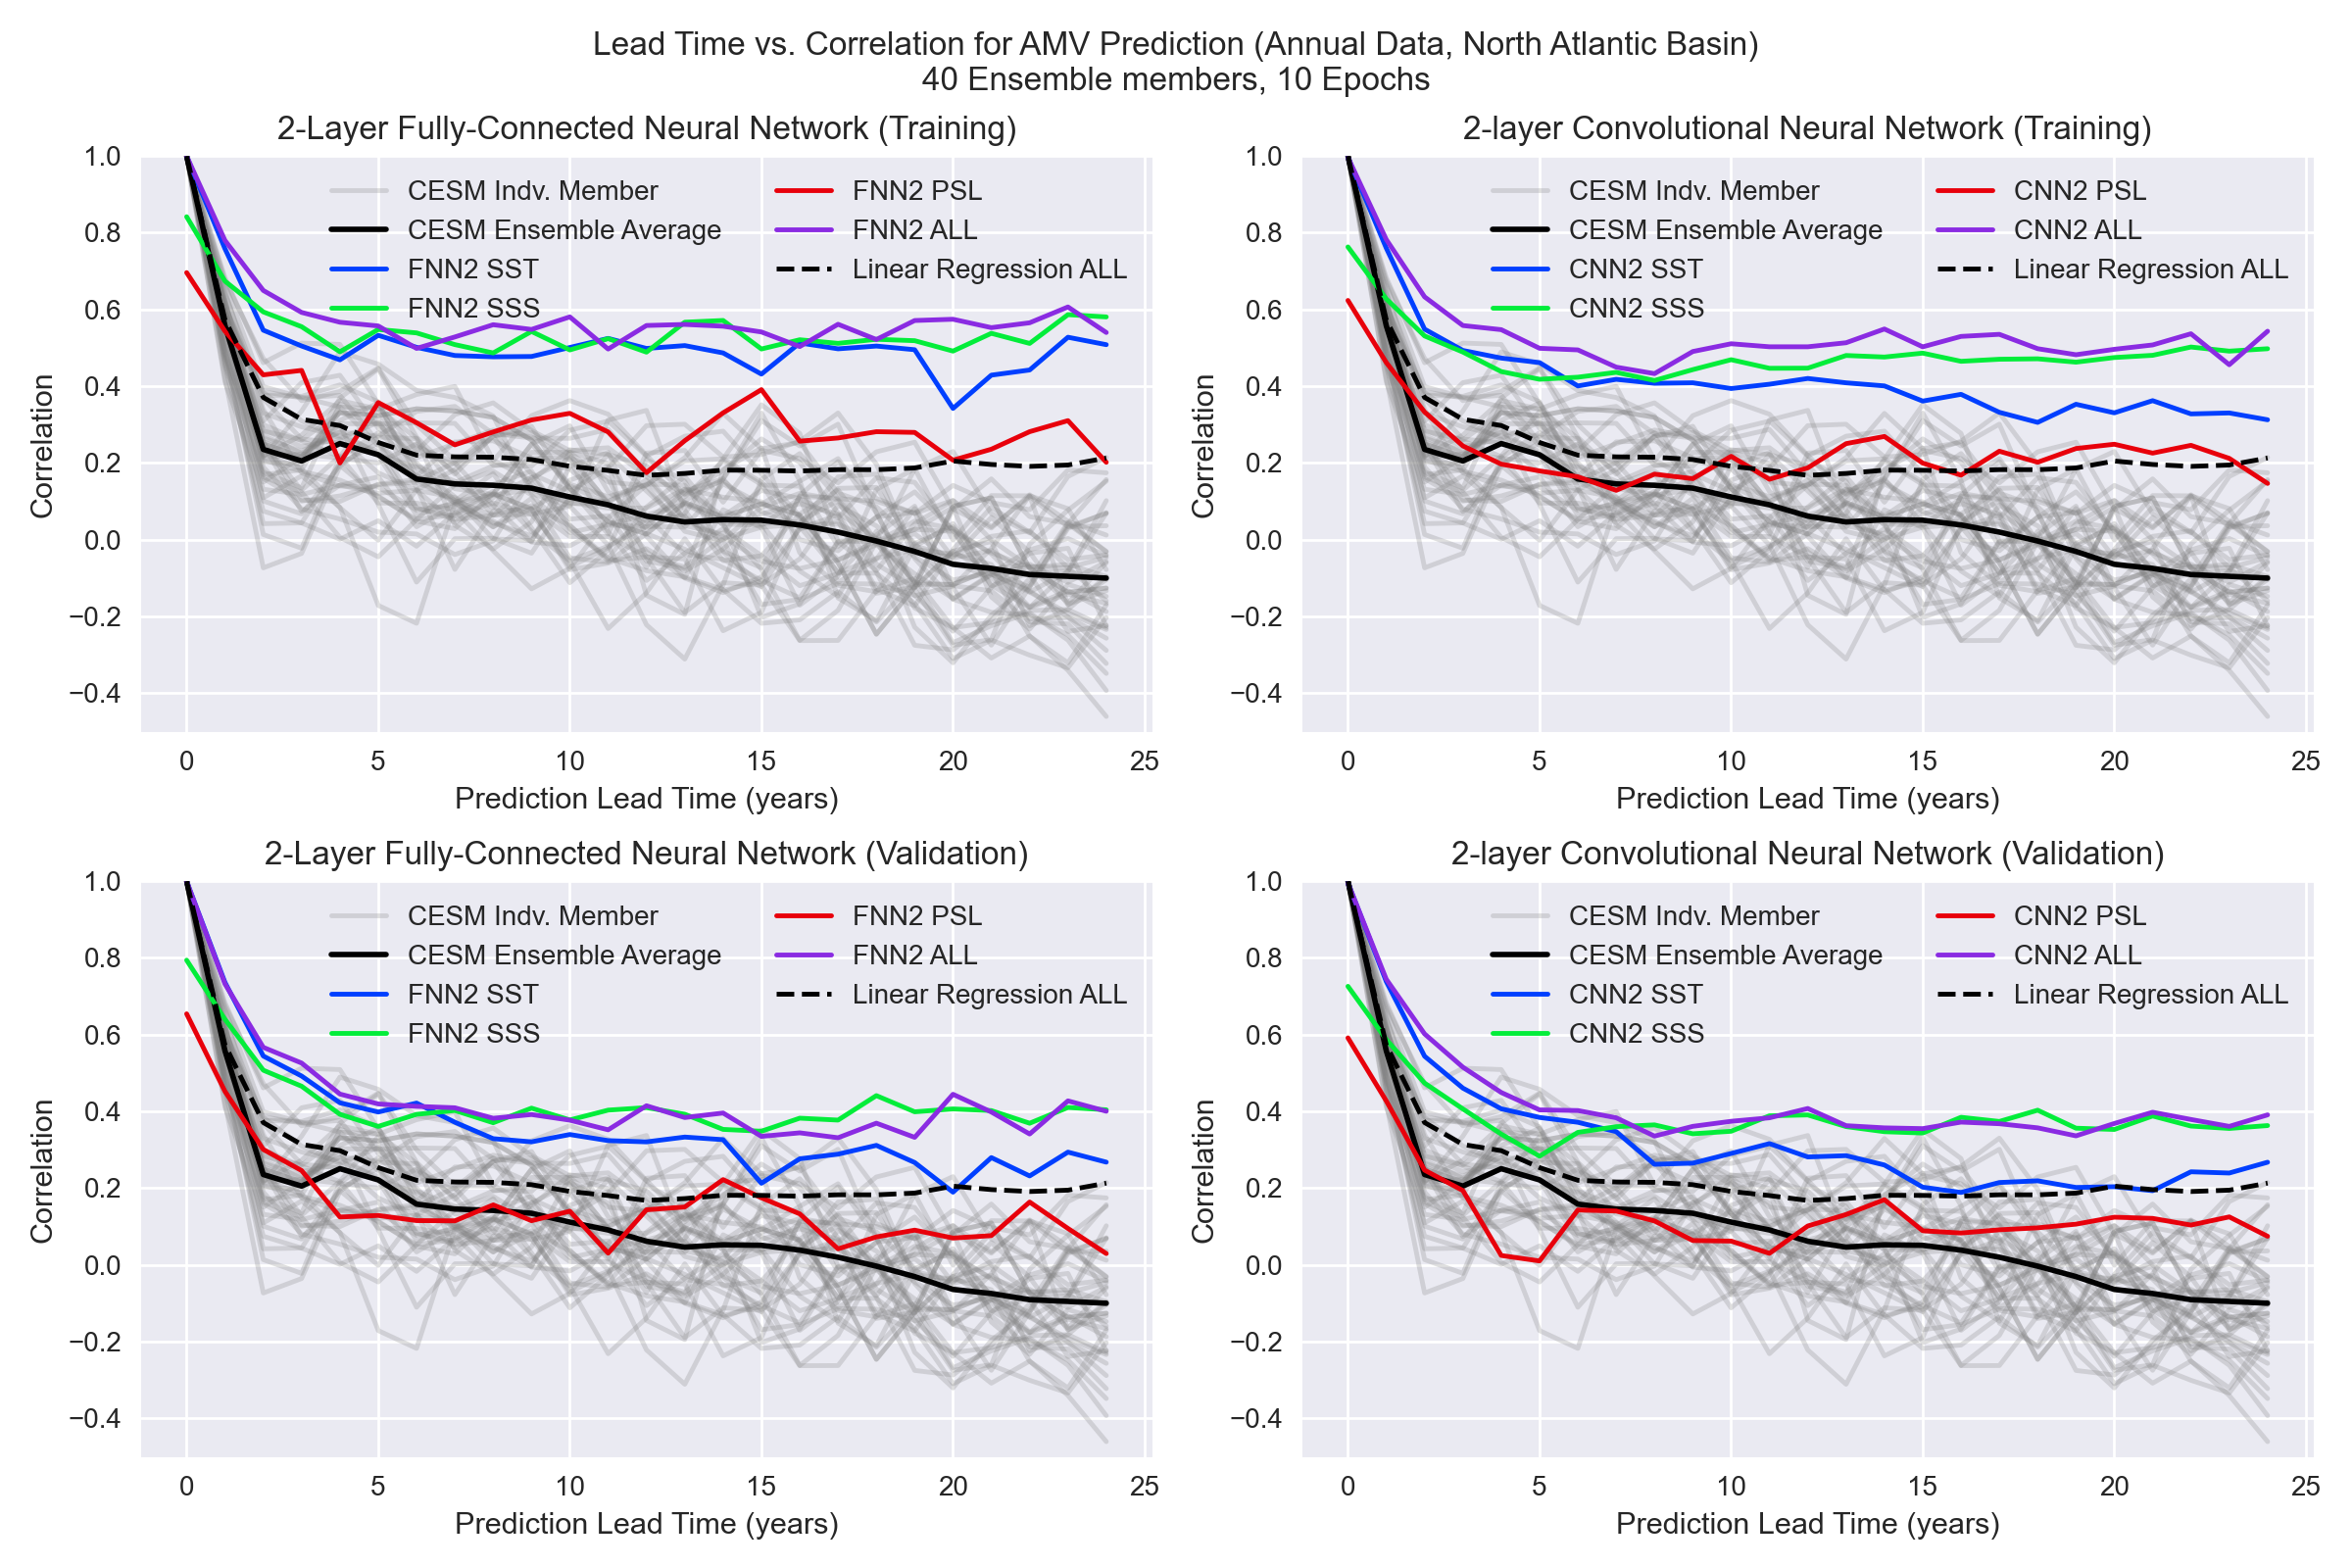 Lead Time vs. Correlation for AMV Prediction (Annual Data, North Atlantic Basin)
40 Ensemble members, 10 Epochs
2-Layer Fully-Connected Neural Network (Training)
1.0
0.8
0.6
0.4
0.2
0.0
−0.2
−0.4
Correlation
CESM Indv. Member
CESM Ensemble Average
FNN2 SST
FNN2 SSS
FNN2 PSL
FNN2 ALL
Linear Regression ALL
0 5 10 15 20 25
Prediction Lead Time (years)
2-layer Convolutional Neural Network (Training)
1.0
0.8
0.6
0.4
0.2
0.0
−0.2
−0.4
Correlation
CESM Indv. Member
CESM Ensemble Average
CNN2 SST
CNN2 SSS
CNN2 PSL
CNN2 ALL
Linear Regression ALL
0 5 10 15 20 25
Prediction Lead Time (years)
2-Layer Fully-Connected Neural Network (Validation)
1.0
0.8
0.6
0.4
0.2
0.0
−0.2
−0.4
Correlation
CESM Indv. Member
CESM Ensemble Average
FNN2 SST
FNN2 SSS
FNN2 PSL
FNN2 ALL
Linear Regression ALL
0 5 10 15 20 25
Prediction Lead Time (years)
2-layer Convolutional Neural Network (Validation)
1.0
0.8
0.6
0.4
0.2
0.0
−0.2
−0.4
Correlation
CESM Indv. Member
CESM Ensemble Average
CNN2 SST
CNN2 SSS
CNN2 PSL
CNN2 ALL
Linear Regression ALL
0 5 10 15 20 25
Prediction Lead Time (years)